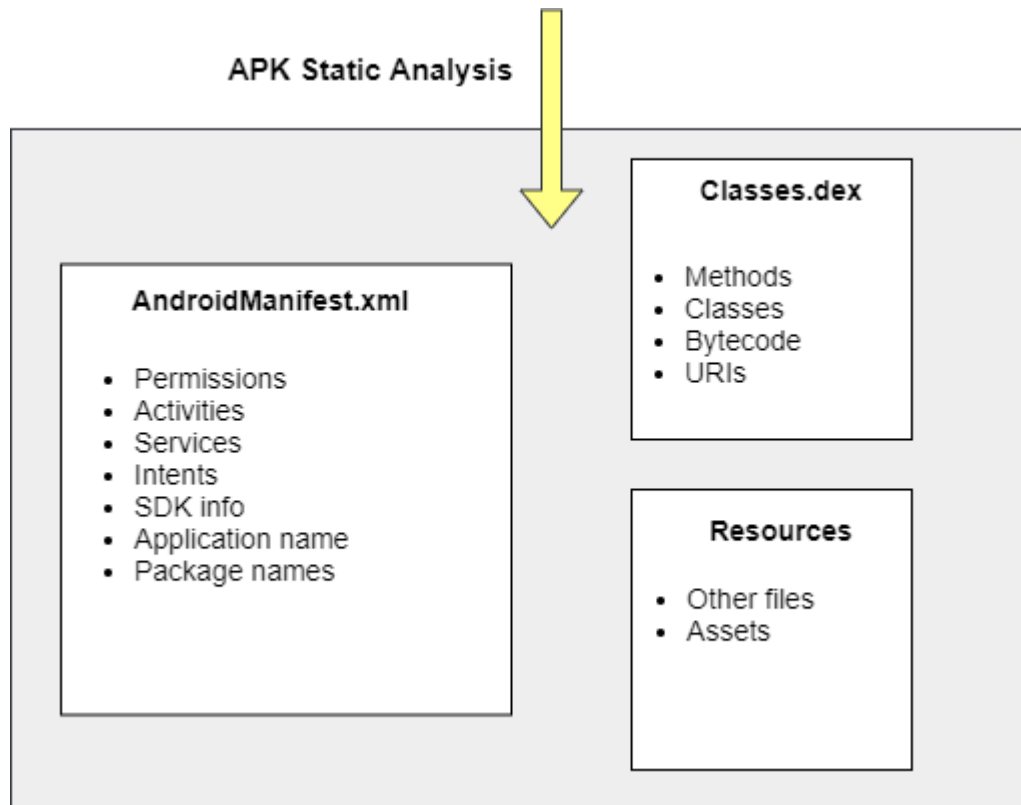 APK Static Analysis
AndroidManifest.xml
• Permissions
• Activities
• Services
• Intents
• SDK info
• Application name
• Package names
Classes.dex
• Methods
• Classes
• Bytecode
• URIs
Resources
• Other files
• Assets